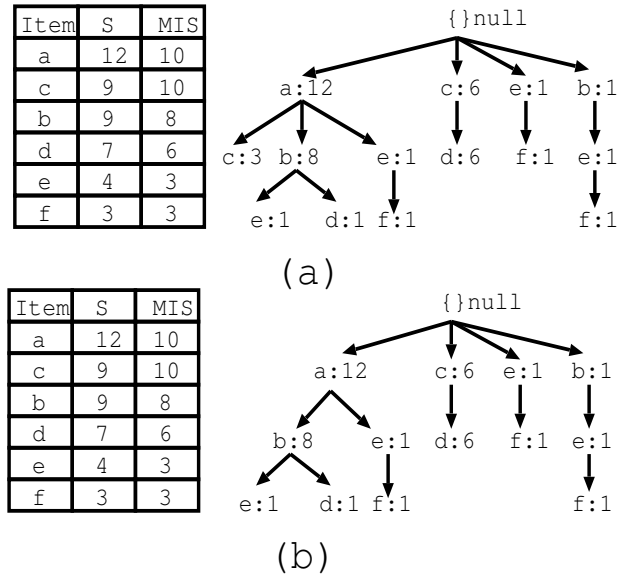 Item S MIS
a 12 10
c 9 10
b 9 8
d 7 6
e 4 3
f 3 3
{}null
a:12 c:6 e:1 b:1
c:3 b:8 e:1 d:6 f:1 e:1
e:1 d:1 f:1 f:1
(a)
Item S MIS
a 12 10
c 9 10
b 9 8
d 7 6
e 4 3
f 3 3
{}null
a:12 c:6 e:1 b:1
b:8 e:1 d:6 f:1 e:1
e:1 d:1 f:1 f:1
(b)